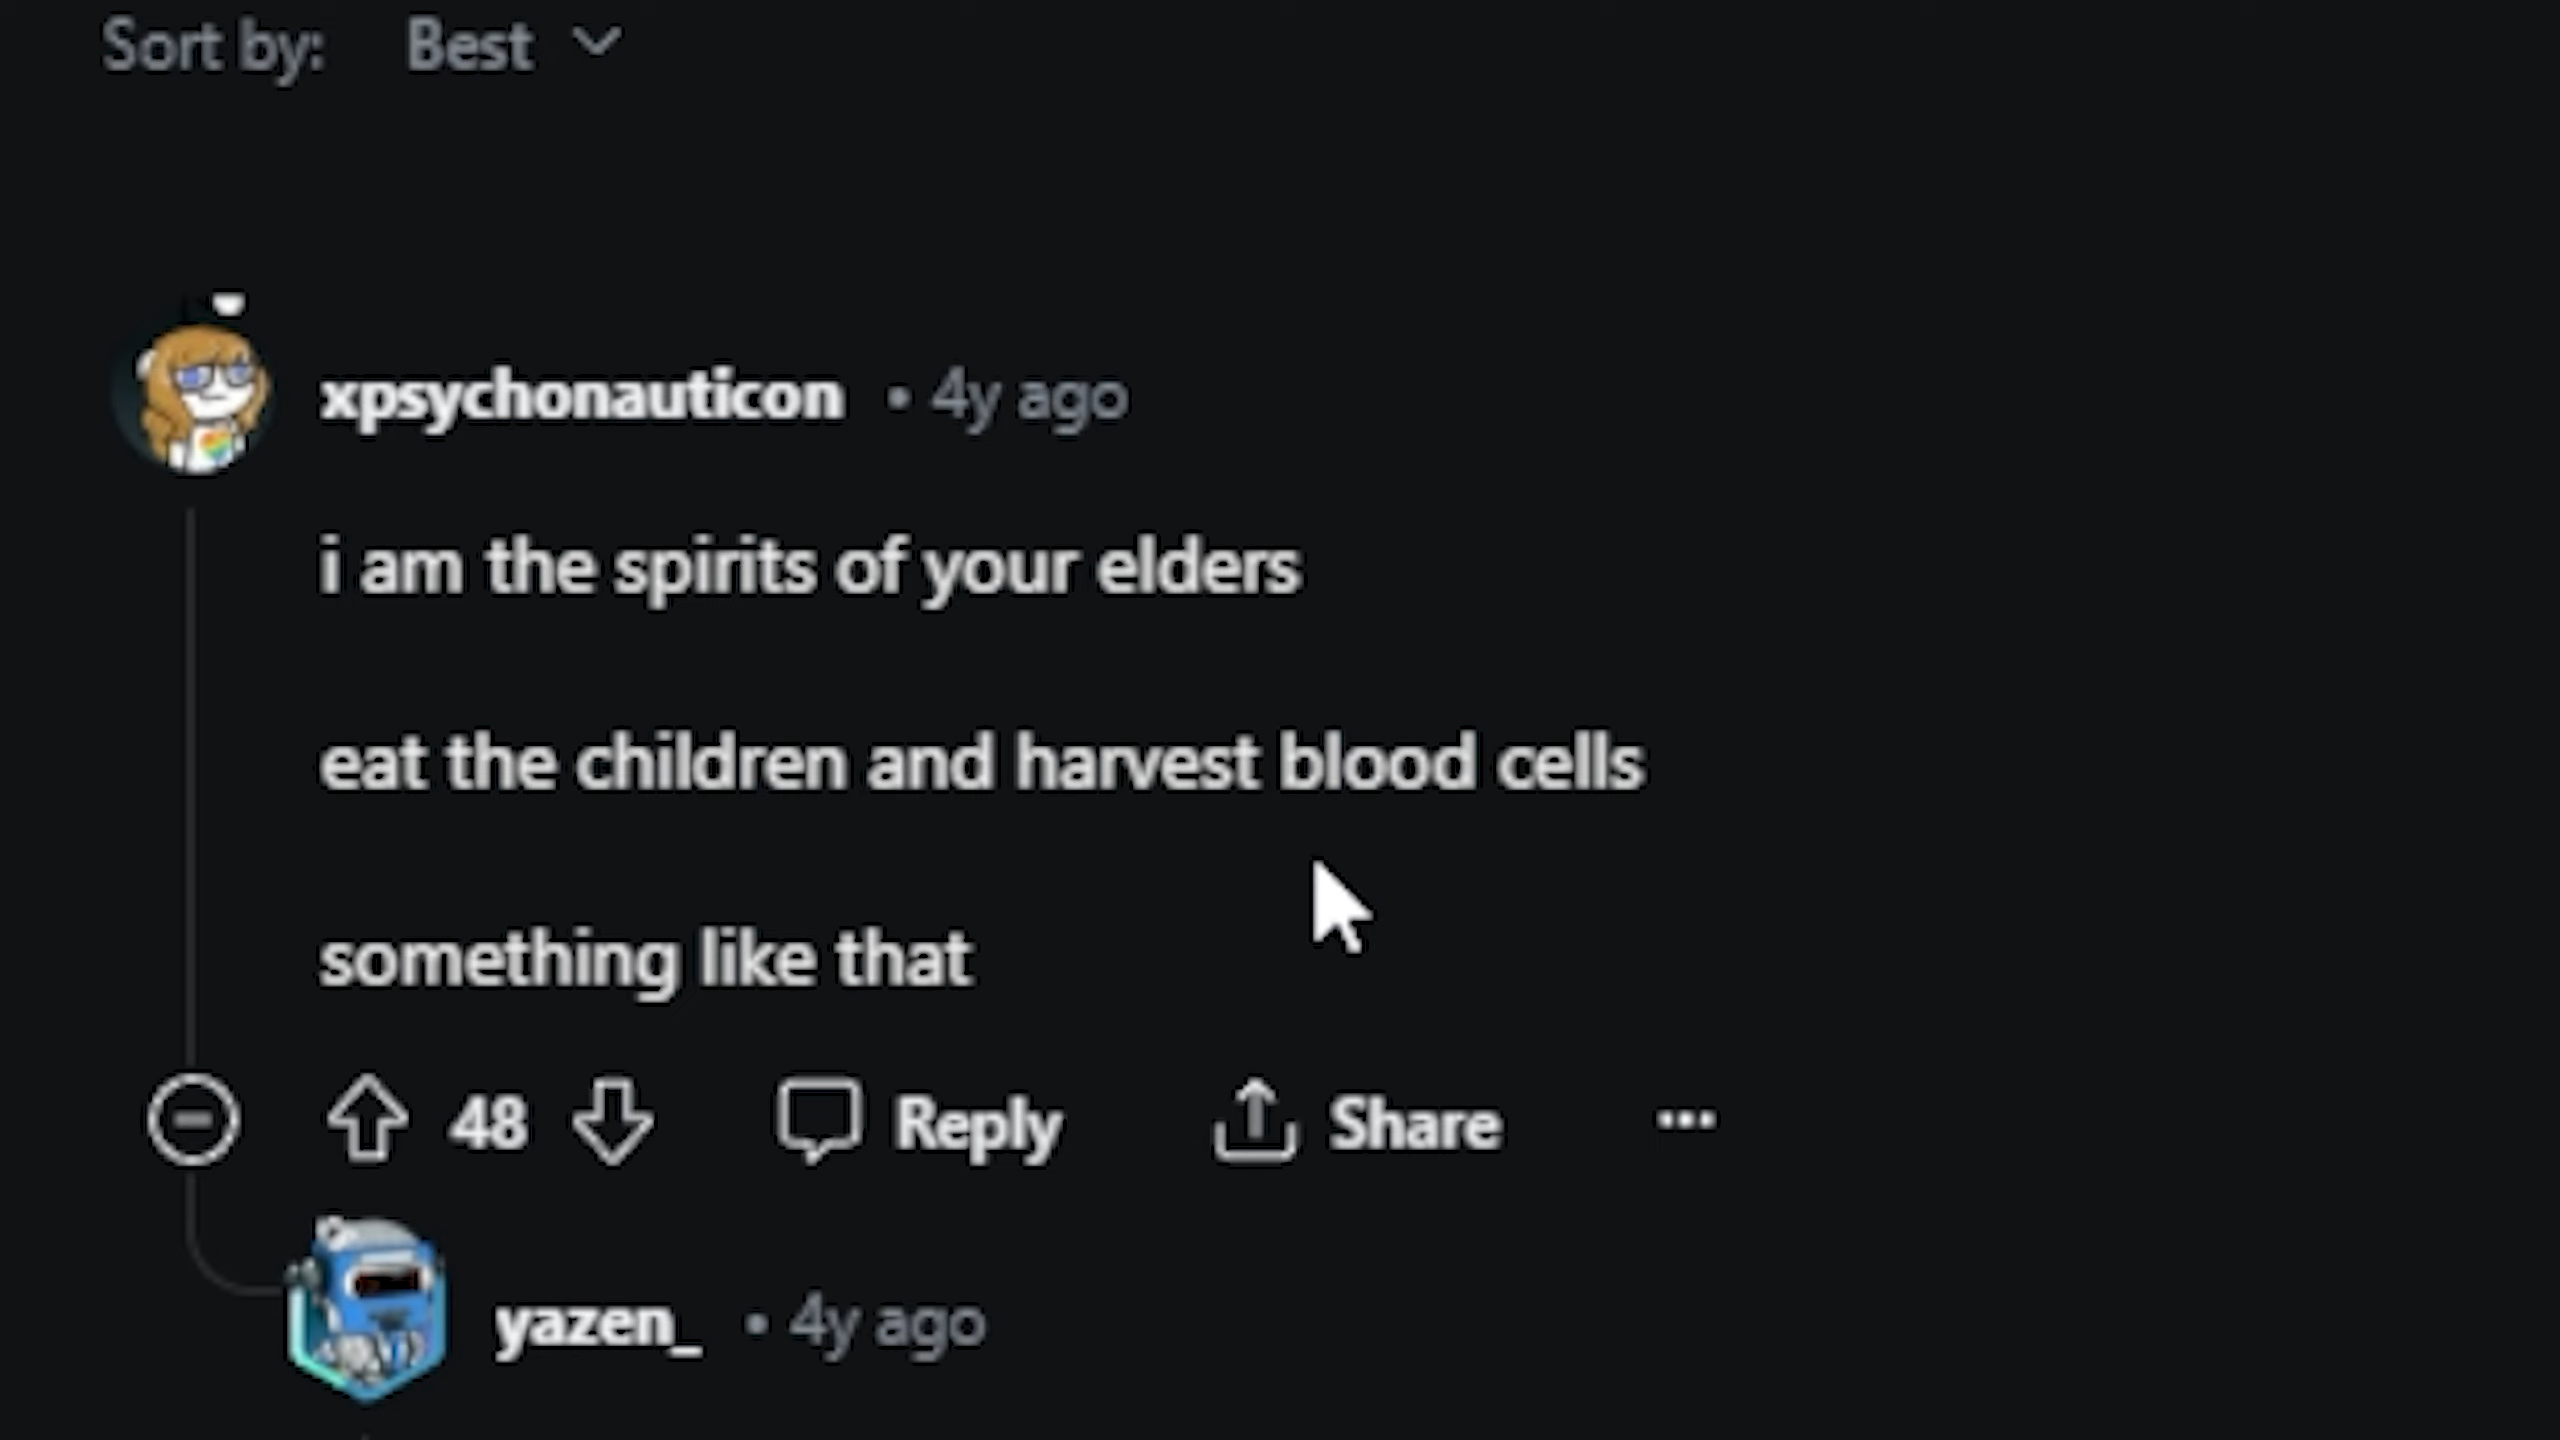 Sort by: Best
xpsychonauticon • 4y ago
i am the spirits of your elders
eat the children and harvest blood cells
something like that
48 Reply Share ...
yazen_ • 4y ago